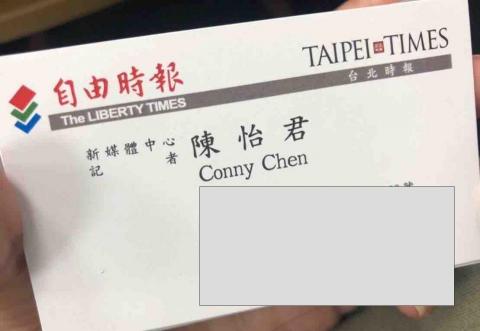 自由時報
The LIBERTY TIMES
TAIPEI TIMES
台北時報
新媒體中心
記者
陳怡君
Conny Chen
號